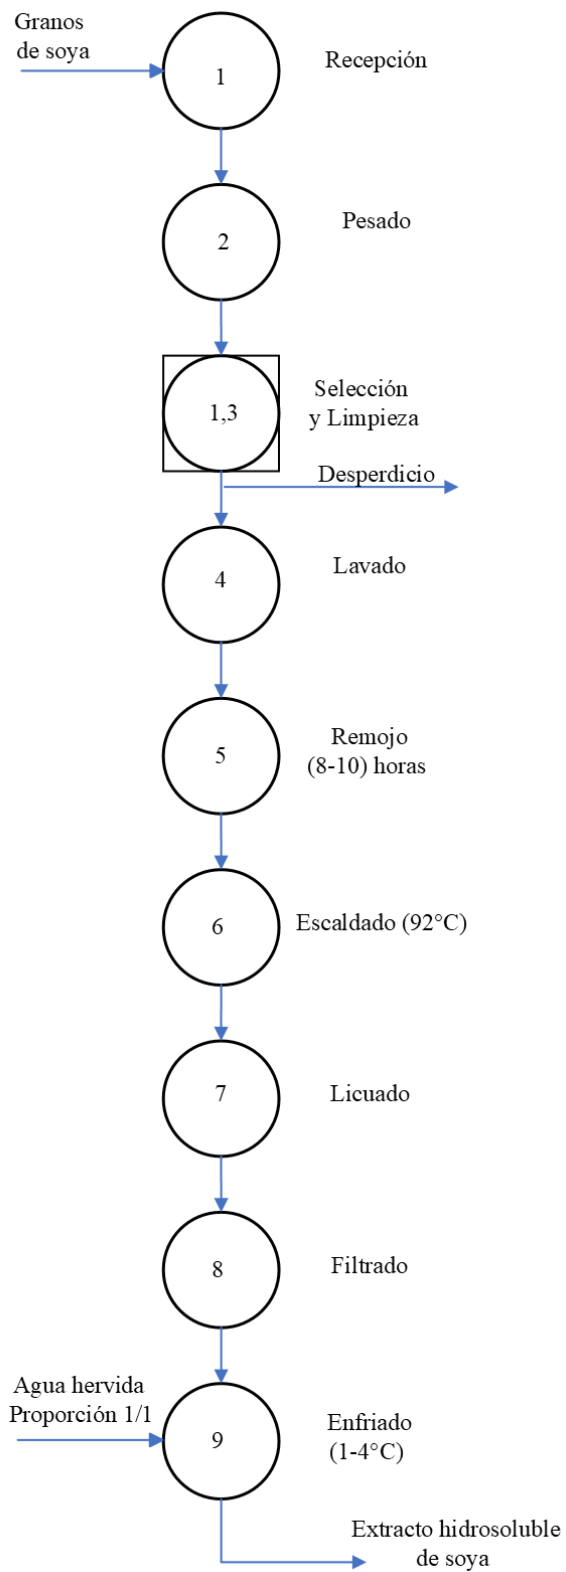 Granos
de soya
1
Recepción
2
Pesado
1,3
Selección
y Limpieza
Desperdicio
4
Lavado
5
Remojo
(8-10) horas
6
Escaldado (92°C)
7
Licuado
8
Filtrado
Agua hervida
Proporción 1/1
9
Enfriado
(1-4°C)
Extracto hidrosoluble
de soya